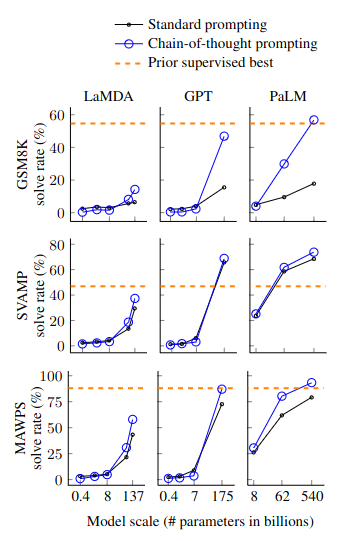 Standard prompting
Chain-of-thought prompting
Prior supervised best
LaMDA GPT PaLM
GSM8K
solve rate (%)
60
40
20
0
SVAMP
solve rate (%)
80
60
40
20
0
MAWPS
solve rate (%)
100
75
50
25
0
0.4 8 137 0.4 7 175 8 62 540
Model scale (# parameters in billions)